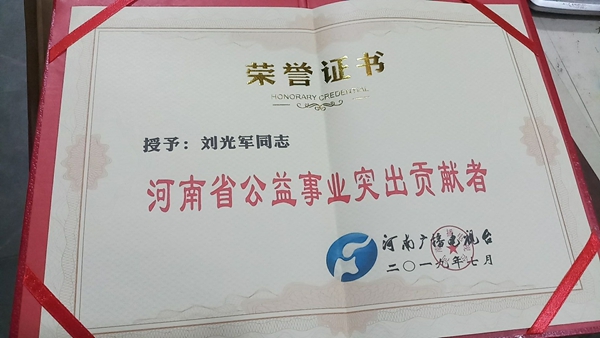 荣誉证书
HONORARY CREDENTIAL
授予：刘光军同志
河南省公益事业突出贡献者
河南广播电视台
二〇一九年七月